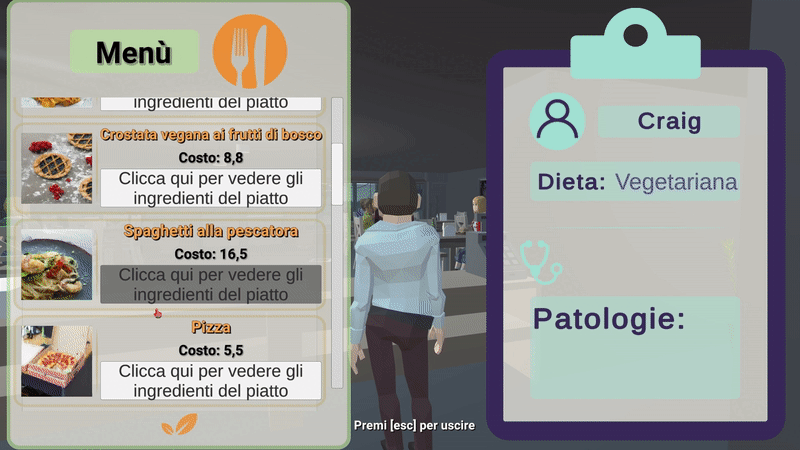 Menù
ingredienti del piatto
Crostata vegana ai frutti di bosco
Costo: 8,8
Clicca qui per vedere gli
ingredienti del piatto
Spaghetti alla pescatora
Costo: 16,5
Clicca qui per vedere gli
ingredienti del piatto
Pizza
Costo: 5,5
Clicca qui per vedere gli
ingredienti del piatto
Premi [esc] per uscire
Craig
Dieta: Vegetariana
Patologie: